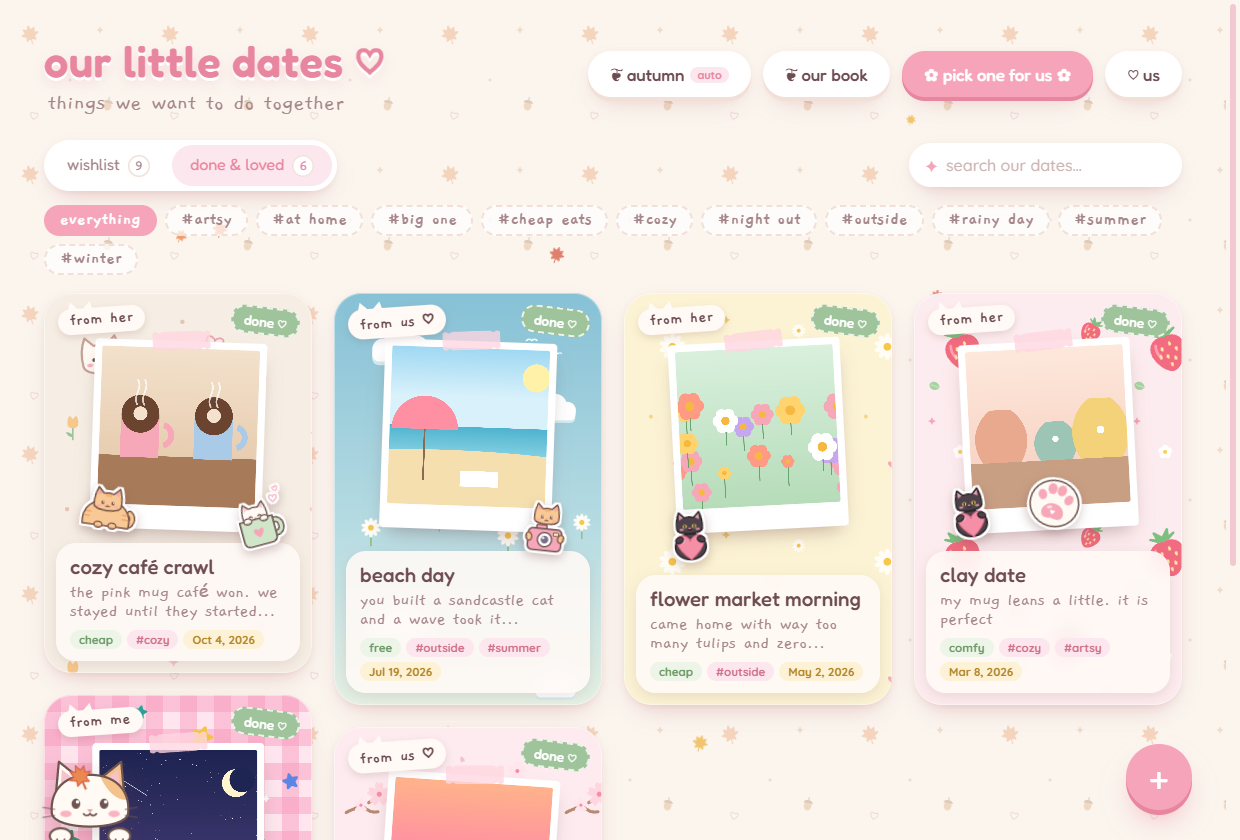 our little dates ♡
things we want to do together
autumn auto
our book
✿ pick one for us ✿
♡ us
wishlist 9
done & loved 6
search our dates...
everything #artsy #at home #big one #cheap eats #cozy #night out #outside #rainy day #summer
#winter
from her
done ♡
cozy café crawl
the pink mug café won. we
stayed until they started...
cheap #cozy Oct 4, 2026
from us ♡
done ♡
beach day
you built a sandcastle cat
and a wave took it...
free #outside #summer
Jul 19, 2026
from her
done ♡
flower market morning
came home with way too
many tulips and zero...
cheap #outside May 2, 2026
from her
done ♡
clay date
my mug leans a little. it is
perfect
comfy #cozy #artsy
Mar 8, 2026
from me
done ♡
from us ♡
done ♡
+